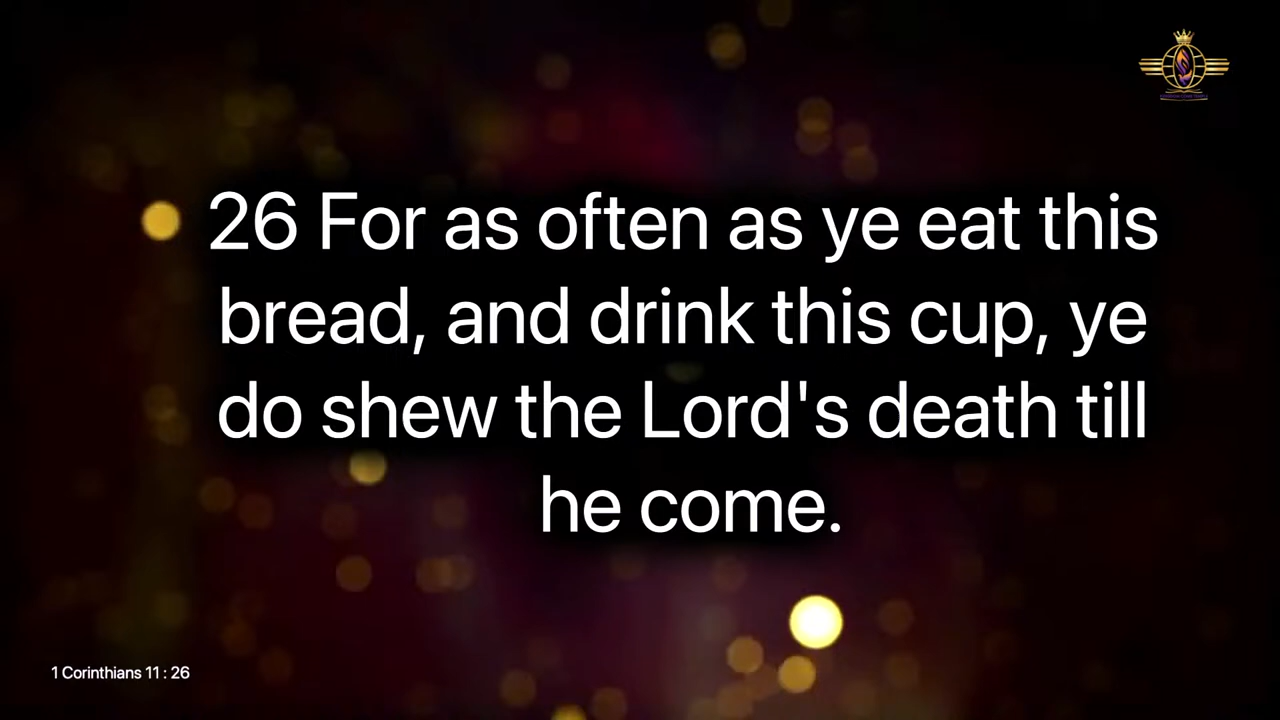 26 For as often as ye eat this
bread, and drink this cup, ye
do shew the Lord's death till
he come.
1 Corinthians 11 : 26